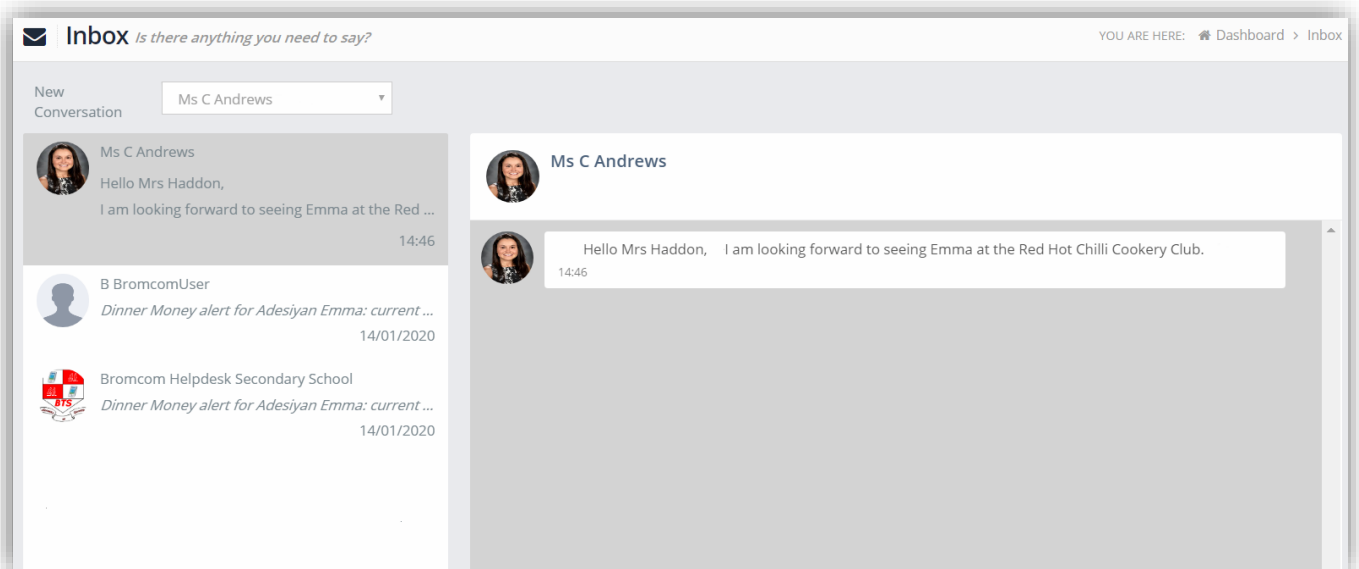 Inbox Is there anything you need to say?
YOU ARE HERE: Dashboard > Inbox
New
Conversation
Ms C Andrews
Ms C Andrews
Hello Mrs Haddon,
I am looking forward to seeing Emma at the Red ...
14:46
B BromcomUser
Dinner Money alert for Adesiyan Emma: current ...
14/01/2020
BTS
Bromcom Helpdesk Secondary School
Dinner Money alert for Adesiyan Emma: current ...
14/01/2020
Ms C Andrews
Hello Mrs Haddon, I am looking forward to seeing Emma at the Red Hot Chilli Cookery Club.
14:46